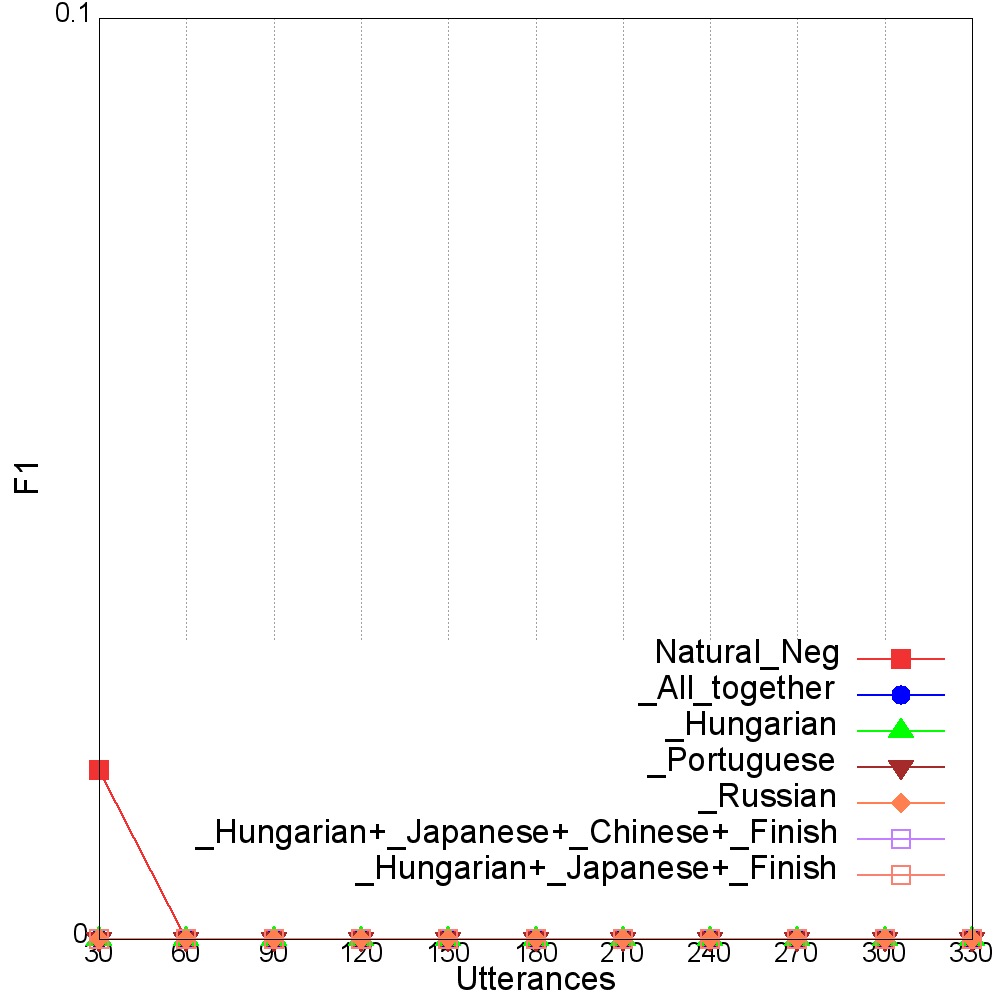 0.1
F1
Natural_Neg
_All_together
_Hungarian
_Portuguese
_Russian
_Hungarian+_Japanese+_Chinese+_Finish
_Hungarian+_Japanese+_Finish
0
30 60 90 120 150 180 210 240 270 300 330
Utterances